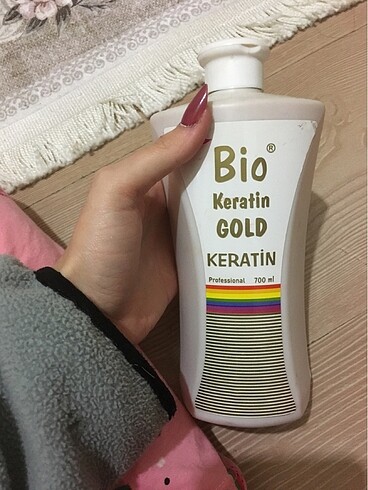 Bio®
Keratin
GOLD
KERATİN
Professional 700 ml